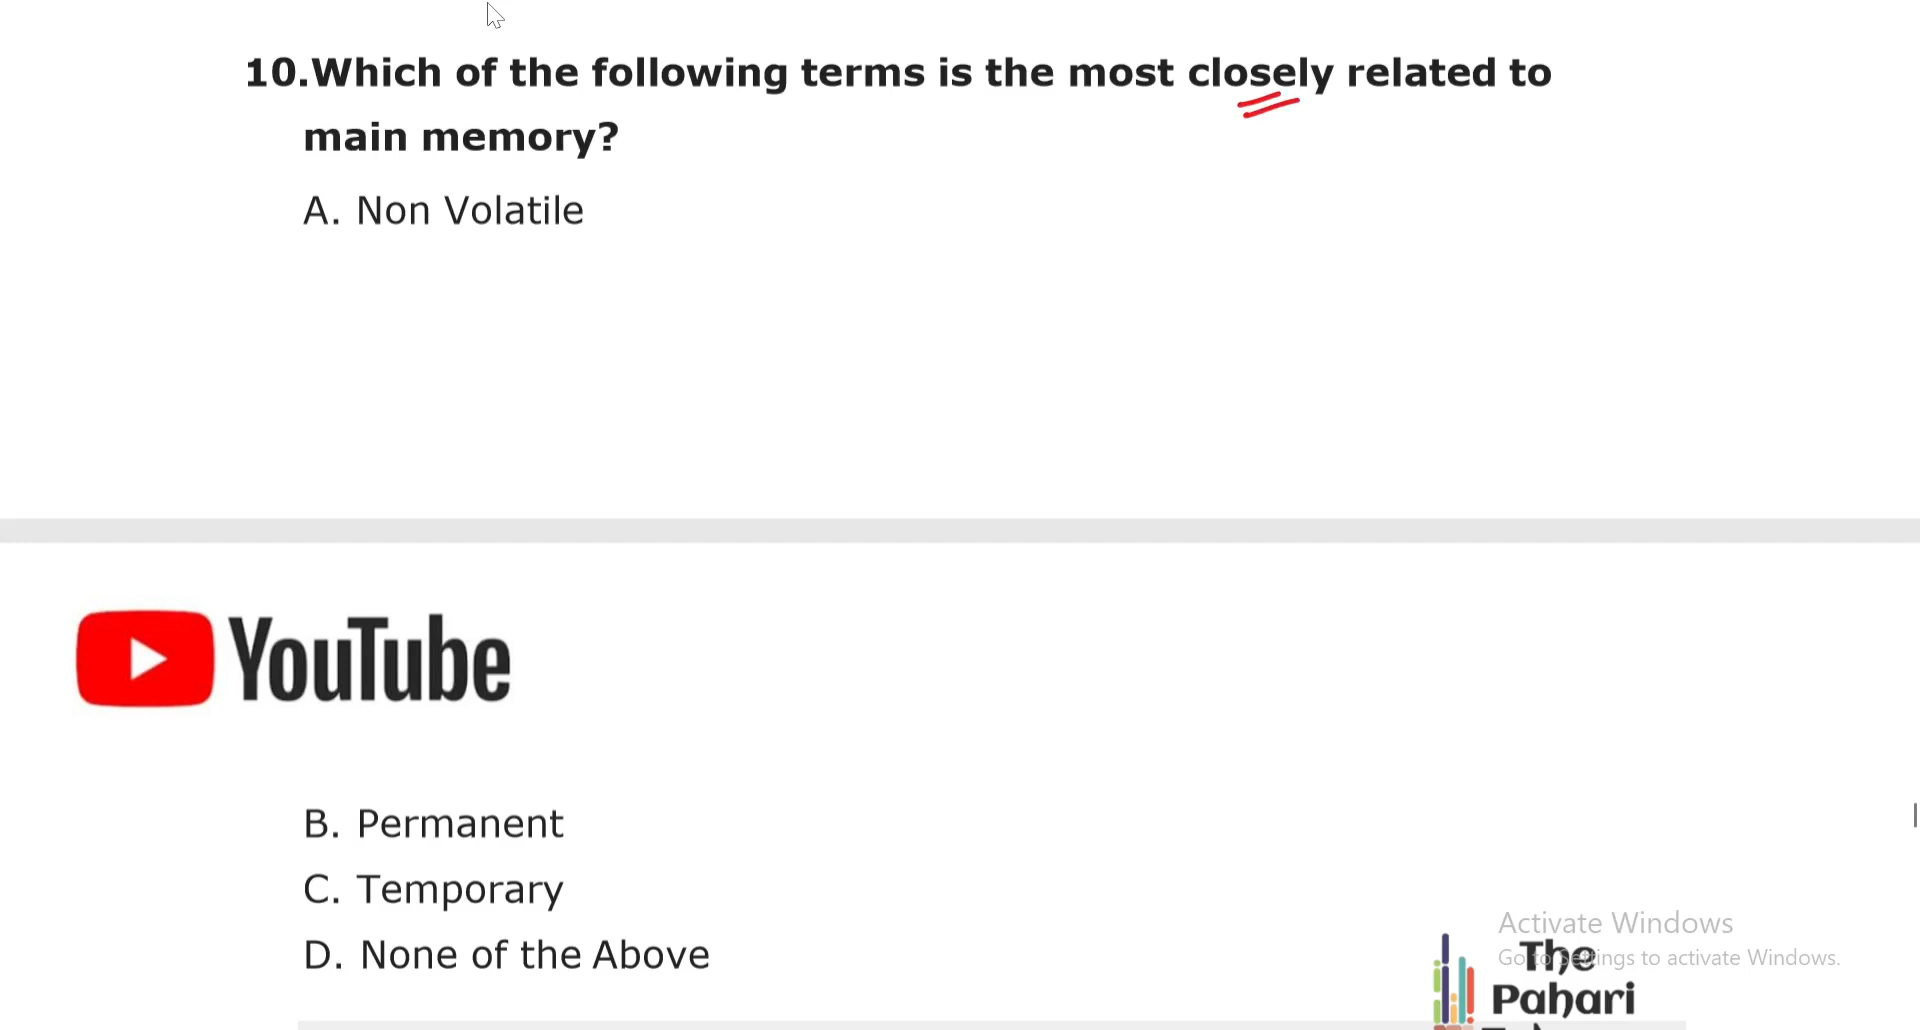 10.Which of the following terms is the most closely related to
main memory?
A. Non Volatile
YouTube
B. Permanent
C. Temporary
D. None of the Above
Activate Windows
Go to Settings to activate Windows.
The
Pahari